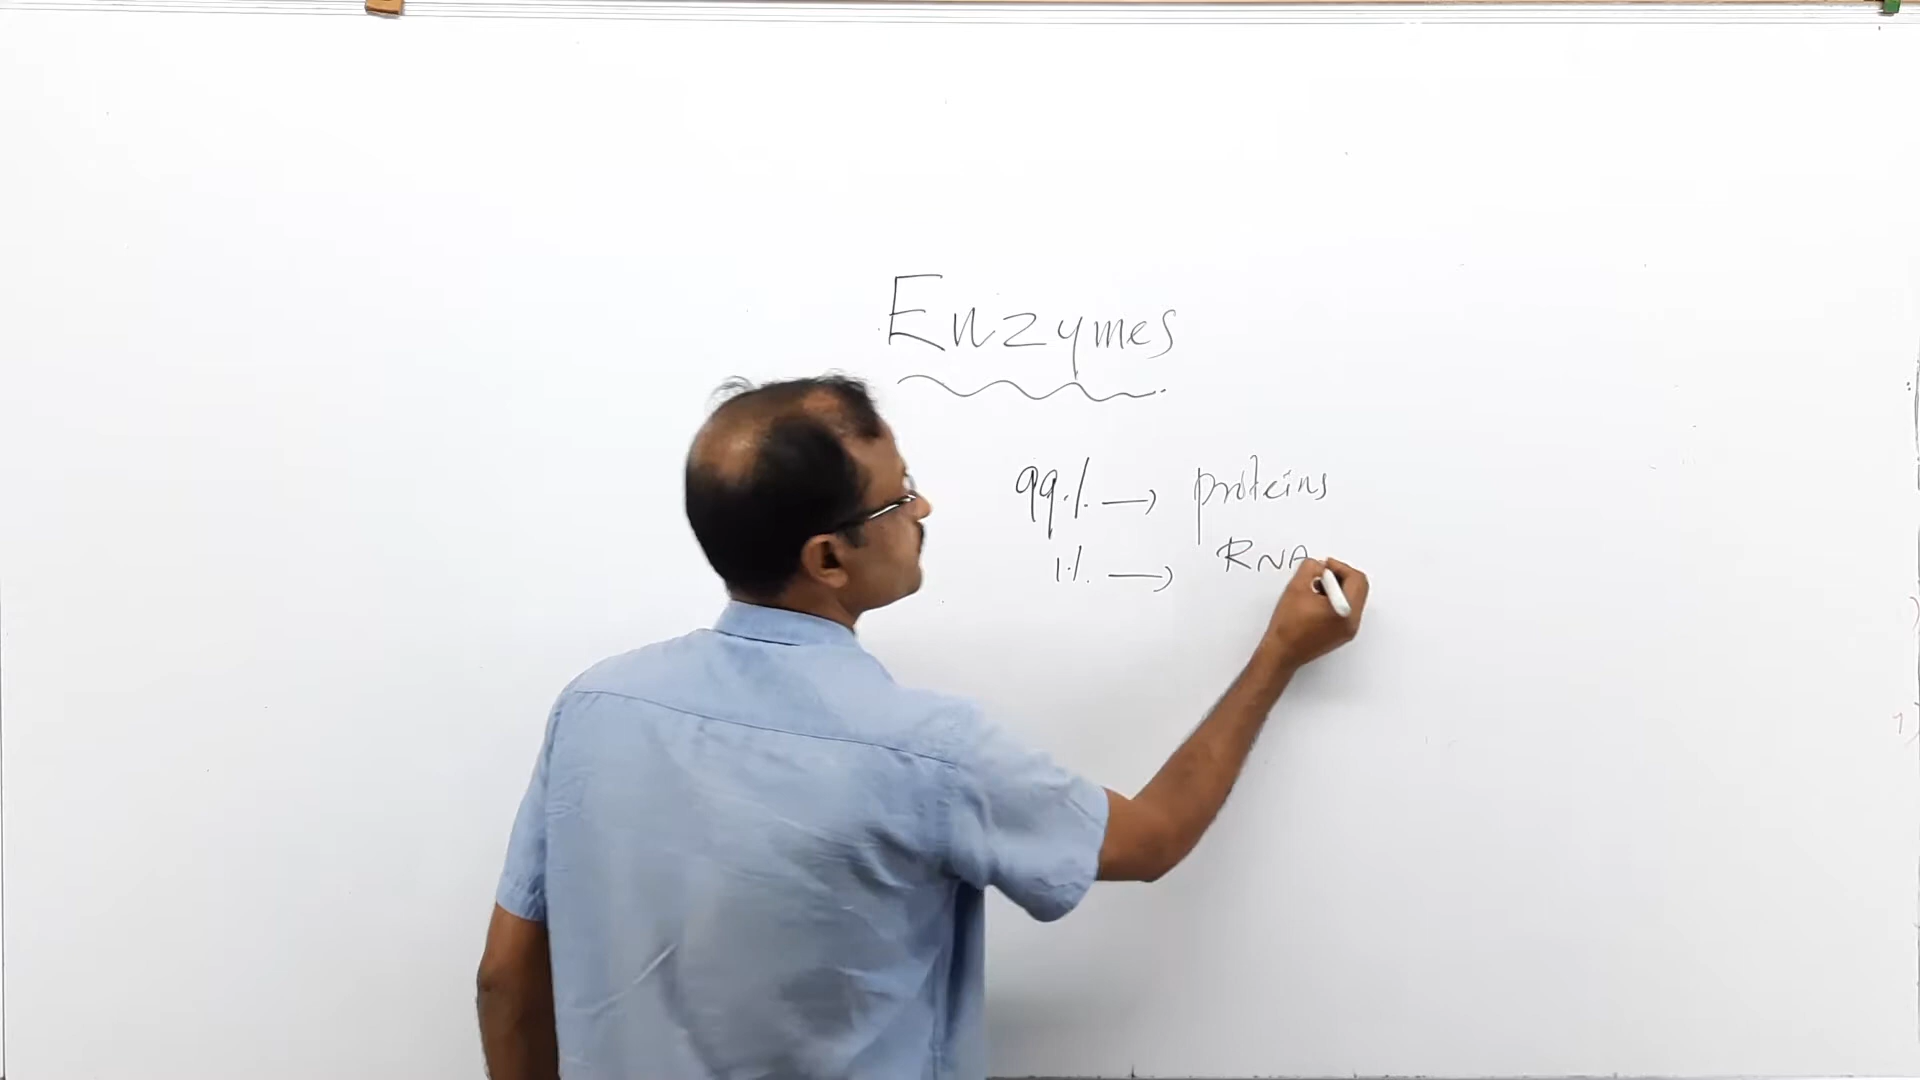 Enzymes
99% → proteins
1% → RNA